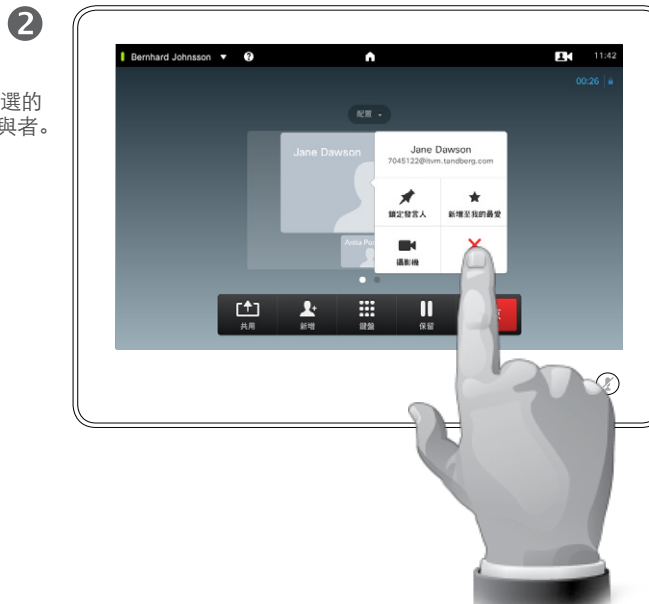 2
選的
與者。
Bernhard Johnsson
?
11:42
00:26
配置
Jane Dawson
Jane Dawson
7045122@itvm.tandberg.com
鎖定發言人
新增至我的最愛
攝影機
共用
新增
鍵盤
保留